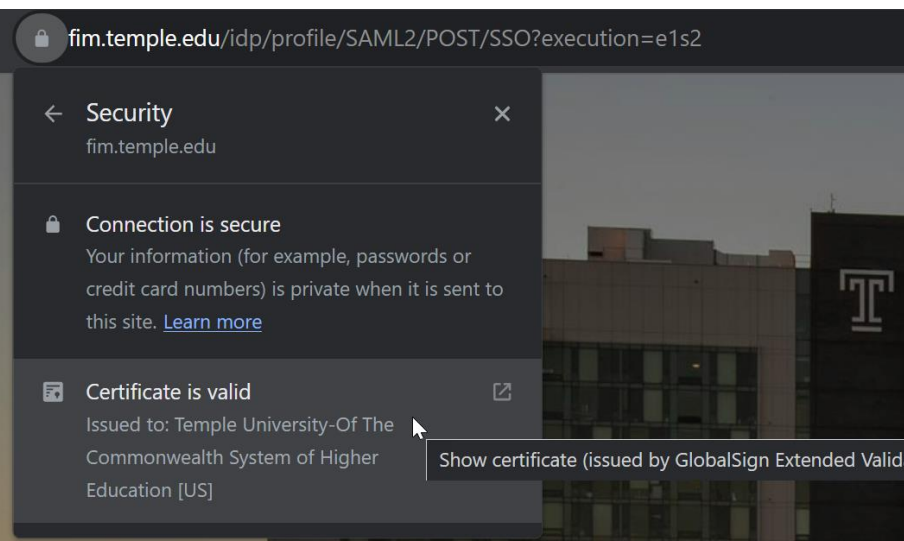 fim.temple.edu/idp/profile/SAML2/POST/SSO?execution=e1s2
Security
fim.temple.edu
Connection is secure
Your information (for example, passwords or
credit card numbers) is private when it is sent to
this site. Learn more
Certificate is valid
Issued to: Temple University-Of The
Commonwealth System of Higher
Education [US]
Show certificate (issued by GlobalSign Extended Valid
T